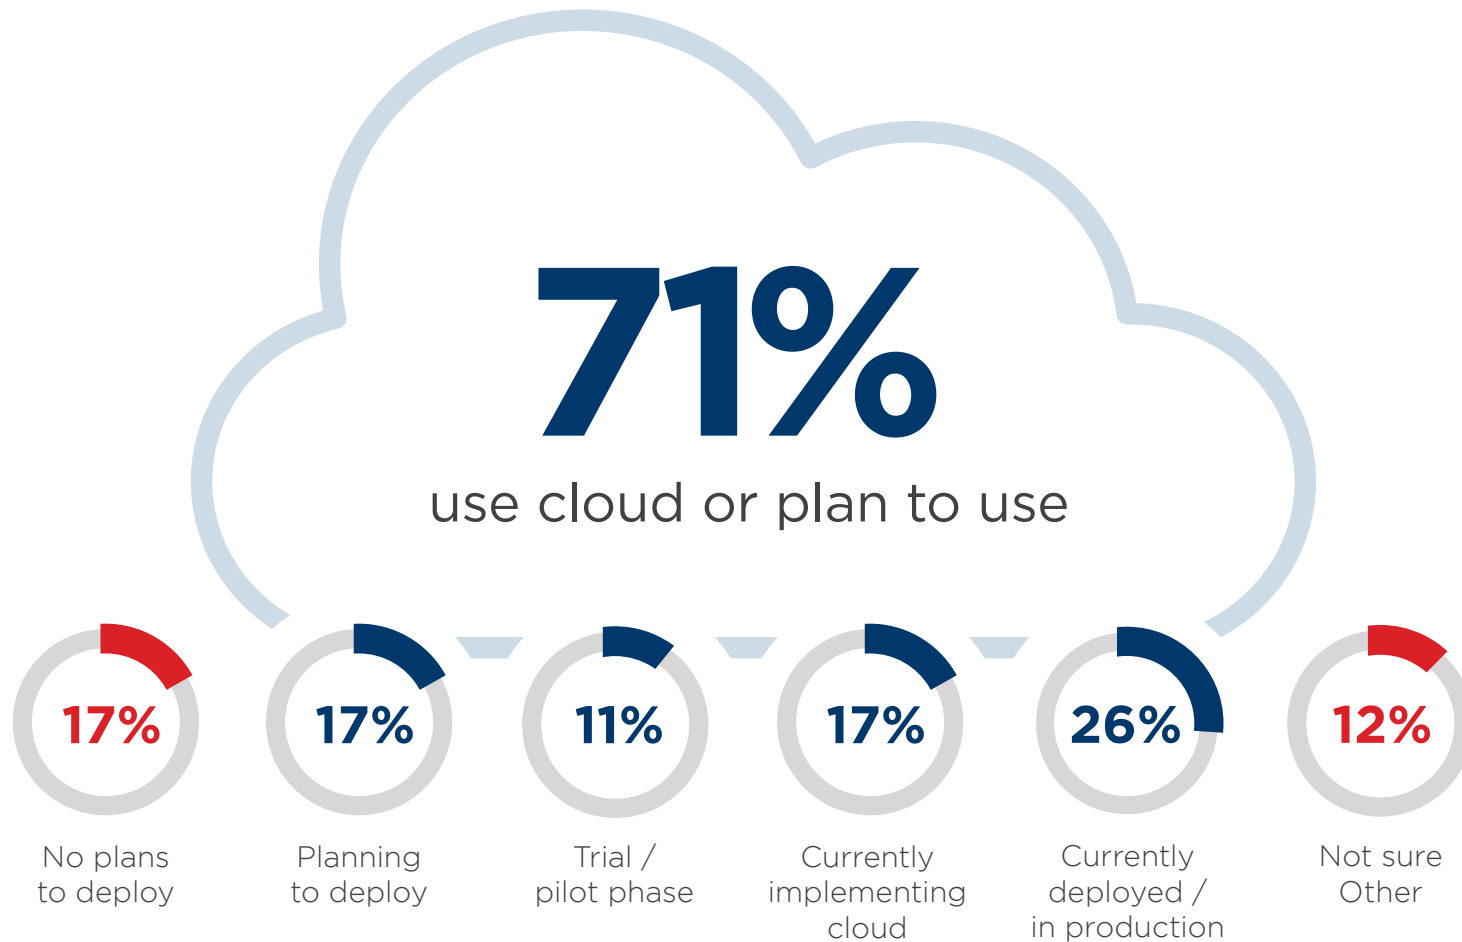 71%
use cloud or plan to use
17%
No plans
to deploy
17%
Planning
to deploy
11%
Trial /
pilot phase
17%
Currently
implementing
cloud
26%
Currently
deployed /
in production
12%
Not sure
Other